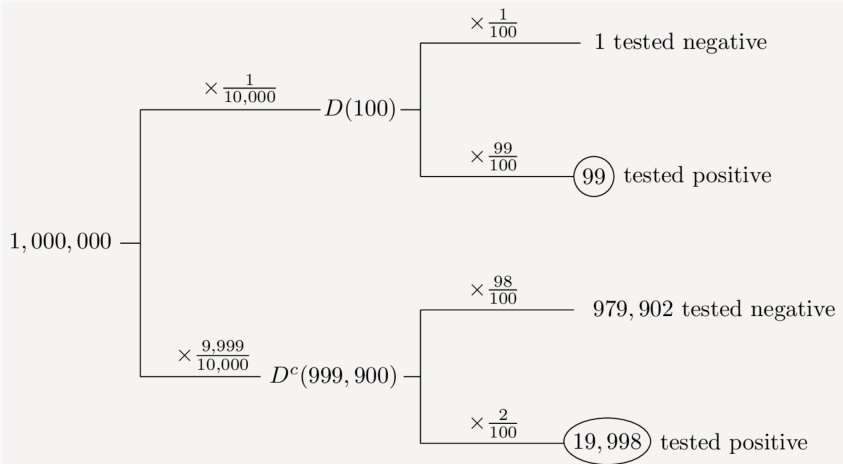 × 1/100
1 tested negative
× 1/10,000
D(100)
× 99/100
99 tested positive
1,000,000
× 98/100
979,902 tested negative
× 9,999/10,000
Dᶜ(999,900)
× 2/100
19,998 tested positive